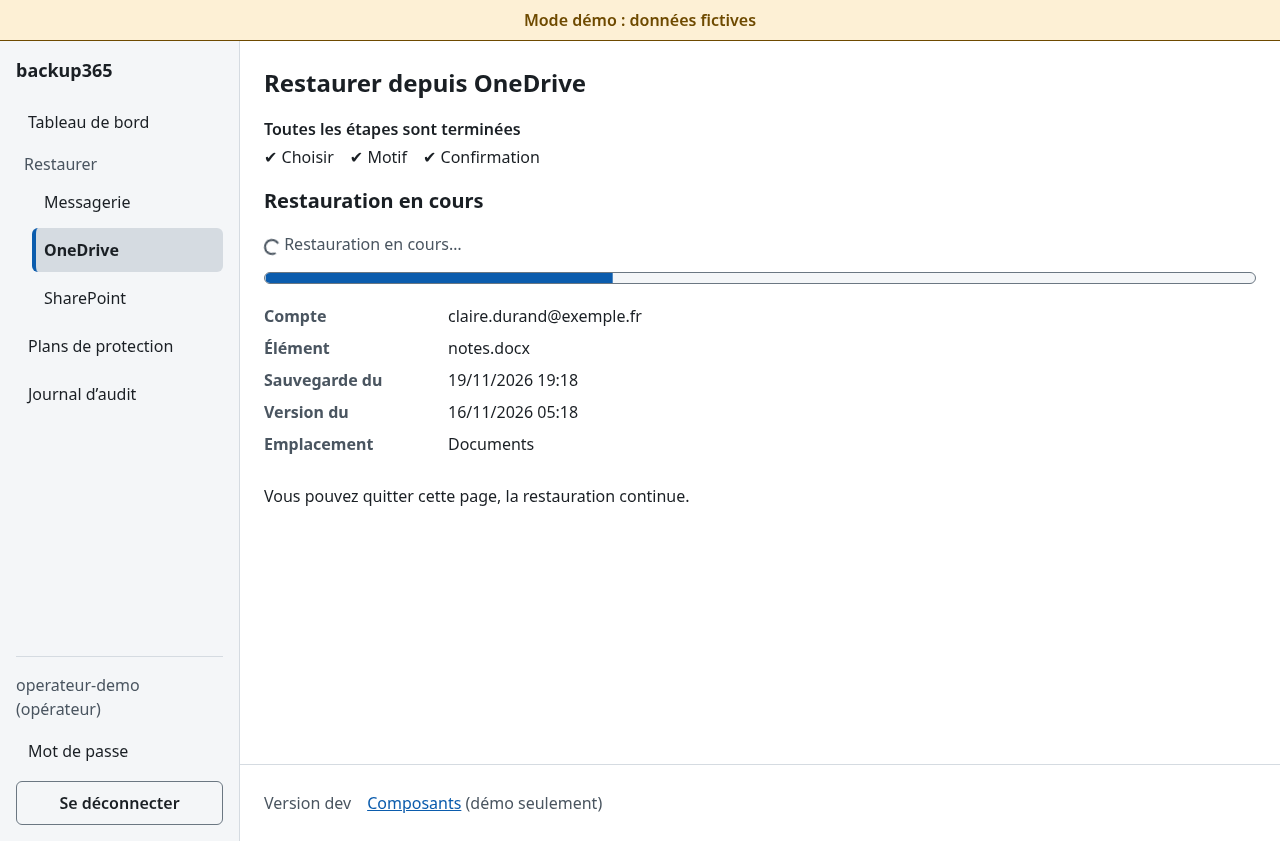 Mode démo : données fictives
backup365
Tableau de bord
Restaurer
Messagerie
OneDrive
SharePoint
Plans de protection
Journal d’audit
operateur-demo
(opérateur)
Mot de passe
Se déconnecter
Restaurer depuis OneDrive
Toutes les étapes sont terminées
✔ Choisir ✔ Motif ✔ Confirmation
Restauration en cours
Restauration en cours…
Compte claire.durand@exemple.fr
Élément notes.docx
Sauvegarde du 19/11/2026 19:18
Version du 16/11/2026 05:18
Emplacement Documents
Vous pouvez quitter cette page, la restauration continue.
Version dev Composants (démo seulement)